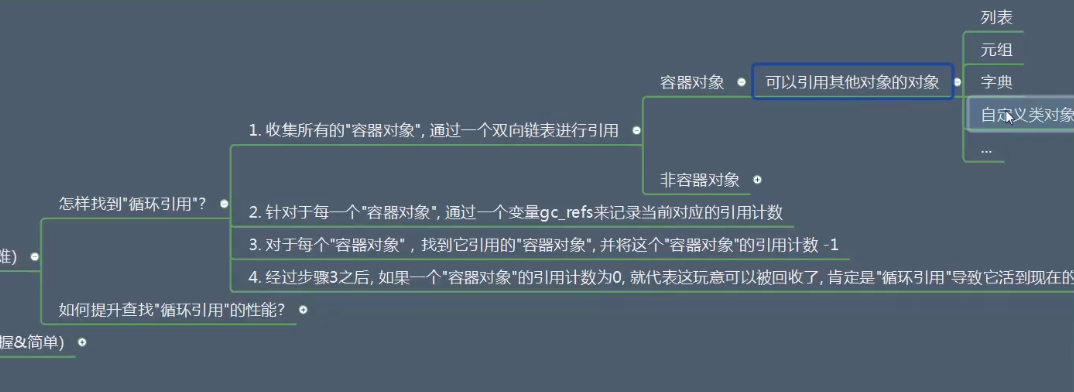 列表
元组
容器对象
可以引用其他对象的对象
字典
自定义类对象
1. 收集所有的"容器对象", 通过一个双向链表进行引用
...
非容器对象
怎样找到"循环引用"?
2. 针对于每一个"容器对象", 通过一个变量gc_refs来记录当前对应的引用计数
3. 对于每个"容器对象" , 找到它引用的"容器对象", 并将这个"容器对象"的引用计数 -1
难)
4. 经过步骤3之后, 如果一个"容器对象"的引用计数为0, 就代表这玩意可以被回收了, 肯定是"循环引用"导致它活到现在的
如何提升查找"循环引用"的性能?
握&简单)